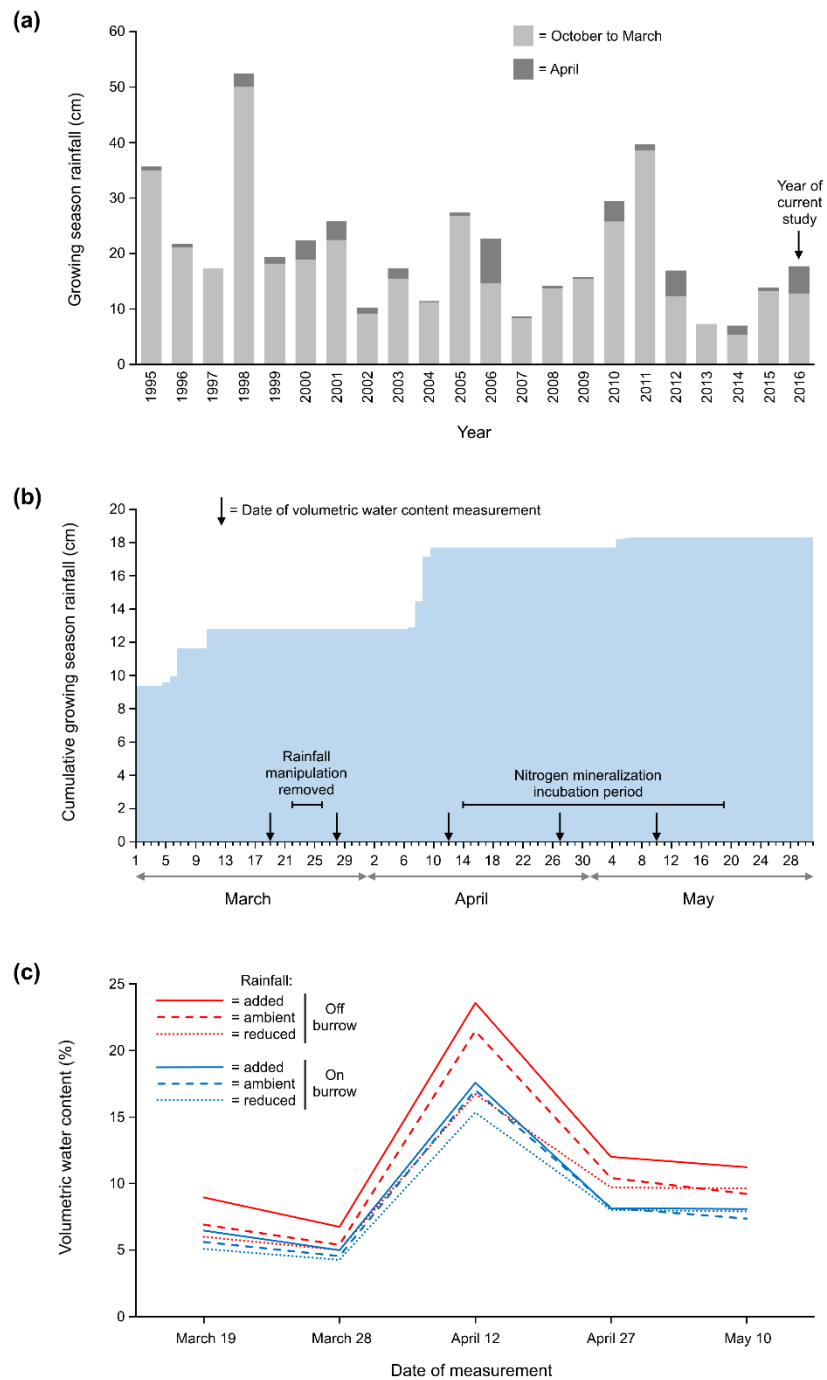 (a)
Growing season rainfall (cm)
60
50
40
30
20
10
0
= October to March
= April
Year of
current
study
1995
1996
1997
1998
1999
2000
2001
2002
2003
2004
2005
2006
2007
2008
2009
2010
2011
2012
2013
2014
2015
2016
Year
(b)
Cumulative growing season rainfall (cm)
20
18
16
14
12
10
8
6
4
2
0
= Date of volumetric water content measurement
Rainfall
manipulation
removed
Nitrogen mineralization
incubation period
1 5 9 13 17 21 25 29 2 6 10 14 18 22 26 30 4 8 12 16 20 24 28
March April May
(c)
Volumetric water content (%)
25
20
15
10
5
0
Rainfall:
= added
= ambient
= reduced
Off
burrow
= added
= ambient
= reduced
On
burrow
March 19 March 28 April 12 April 27 May 10
Date of measurement